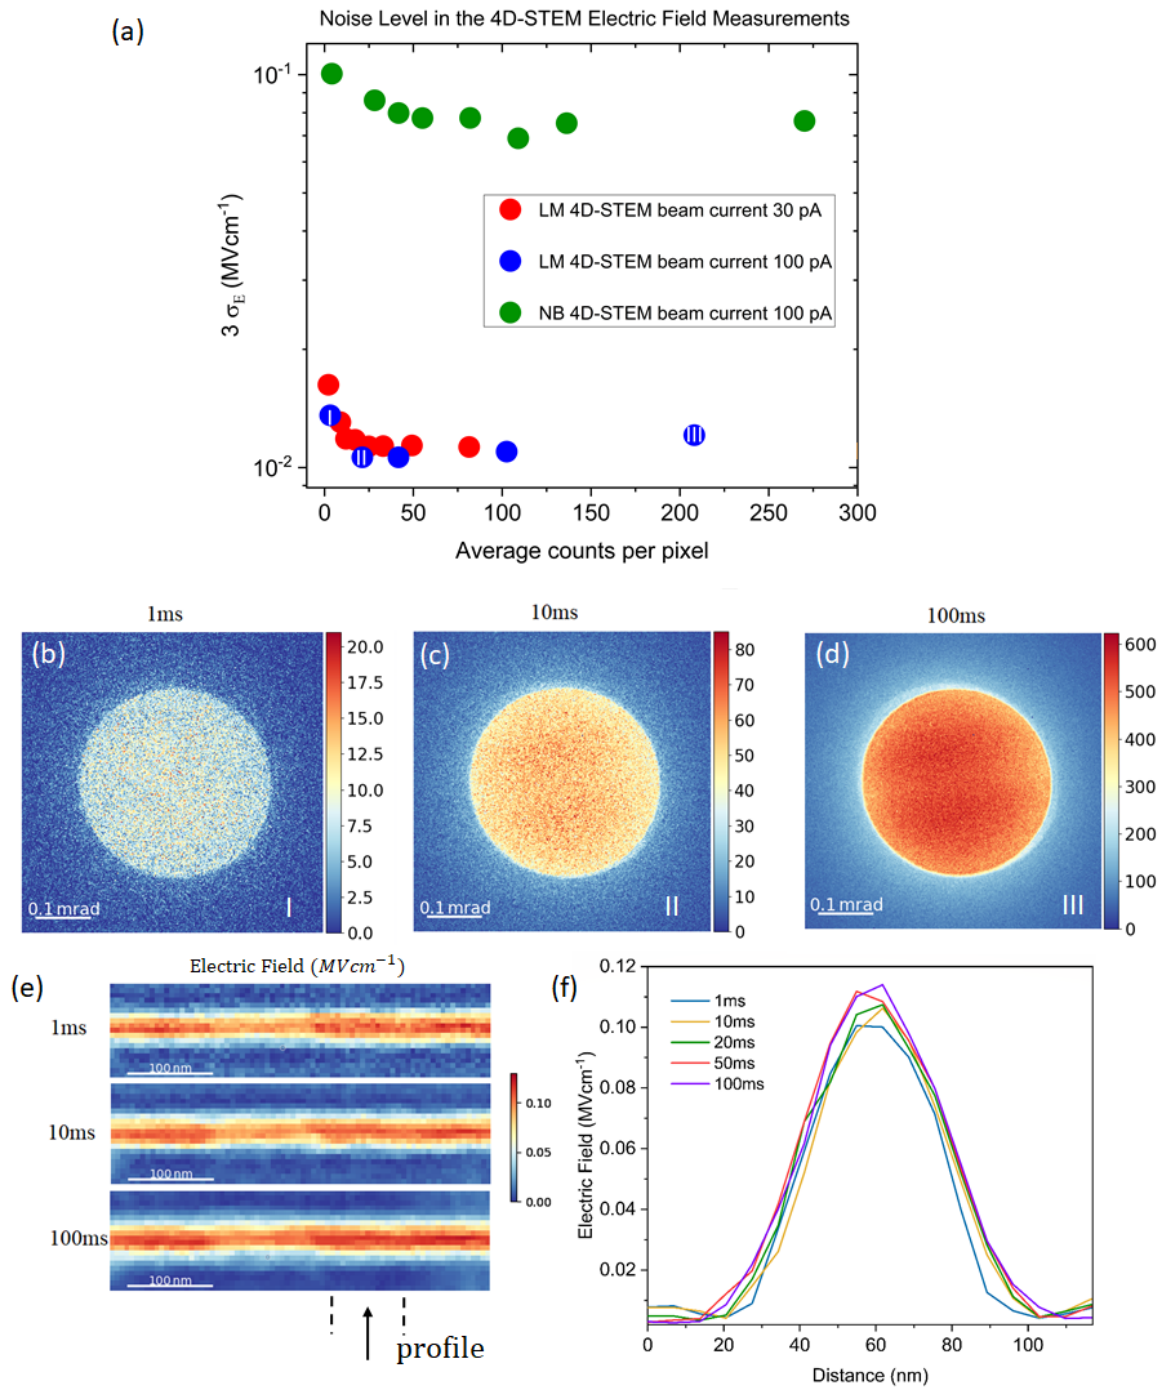 Noise Level in the 4D-STEM Electric Field Measurements
(a)
10⁻¹
10⁻²
3 σ_E (MVcm⁻¹)
LM 4D-STEM beam current 30 pA
LM 4D-STEM beam current 100 pA
NB 4D-STEM beam current 100 pA
I
II
III
0 50 100 150 200 250 300
Average counts per pixel
1ms
(b)
0.1 mrad
I
20.0
17.5
15.0
12.5
10.0
7.5
5.0
2.5
0.0
10ms
(c)
0.1 mrad
II
80
70
60
50
40
30
20
10
0
100ms
(d)
0.1 mrad
III
600
500
400
300
200
100
0
(e)
Electric Field (MVcm⁻¹)
1ms
100 nm
10ms
100 nm
100ms
100 nm
0.10
0.05
0.00
profile
(f)
0.12
0.10
0.08
0.06
0.04
0.02
Electric Field (MVcm⁻¹)
1ms
10ms
20ms
50ms
100ms
0 20 40 60 80 100
Distance (nm)